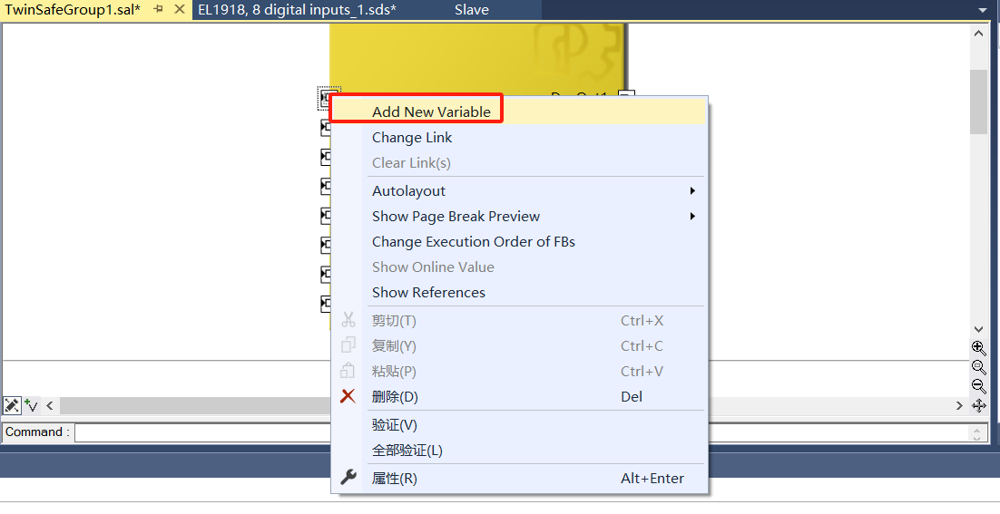 TwinSafeGroup1.sal* EL1918, 8 digital inputs_1.sds* Slave
Add New Variable
Change Link
Clear Link(s)
Autolayout
Show Page Break Preview
Change Execution Order of FBs
Show Online Value
Show References
剪切(T) Ctrl+X
复制(Y) Ctrl+C
粘贴(P) Ctrl+V
删除(D) Del
验证(V)
全部验证(L)
属性(R) Alt+Enter
Command :